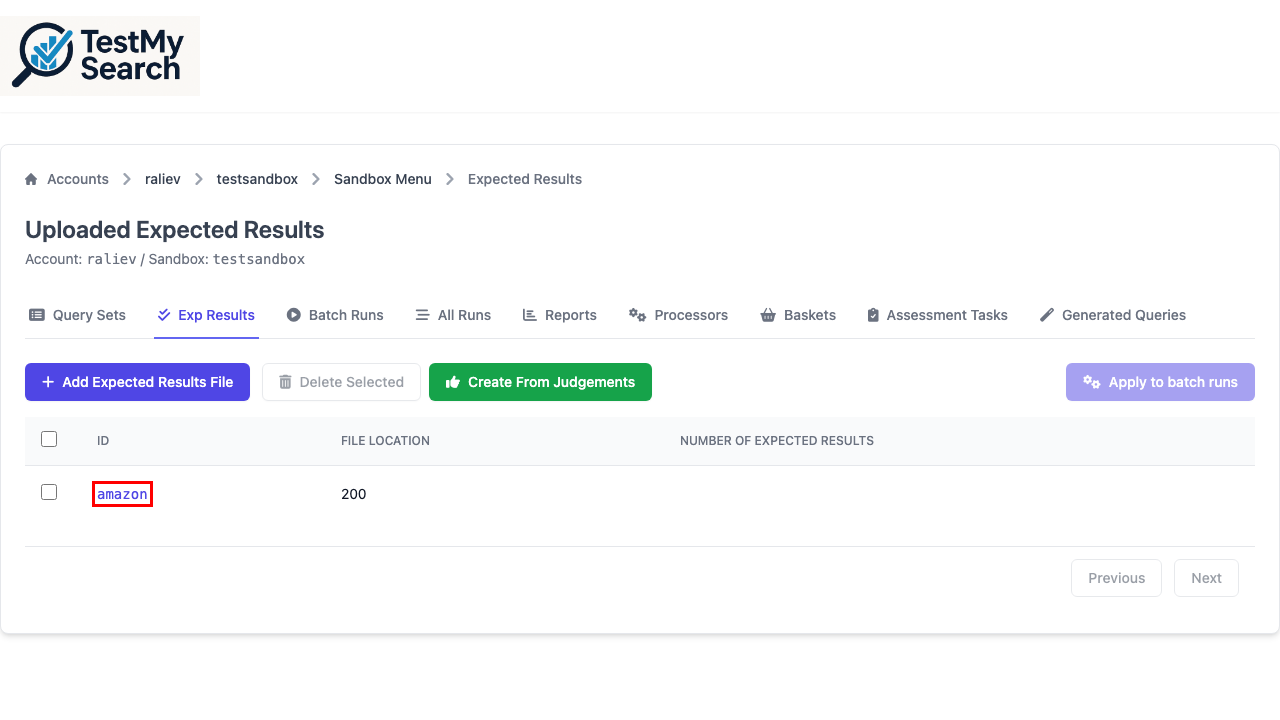 TestMy
Search
Accounts raliev testsandbox Sandbox Menu Expected Results
Uploaded Expected Results
Account: raliev / Sandbox: testsandbox
Query Sets Exp Results Batch Runs All Runs Reports Processors Baskets Assessment Tasks Generated Queries
+ Add Expected Results File Delete Selected Create From Judgements Apply to batch runs
ID FILE LOCATION NUMBER OF EXPECTED RESULTS
amazon 200
Previous Next